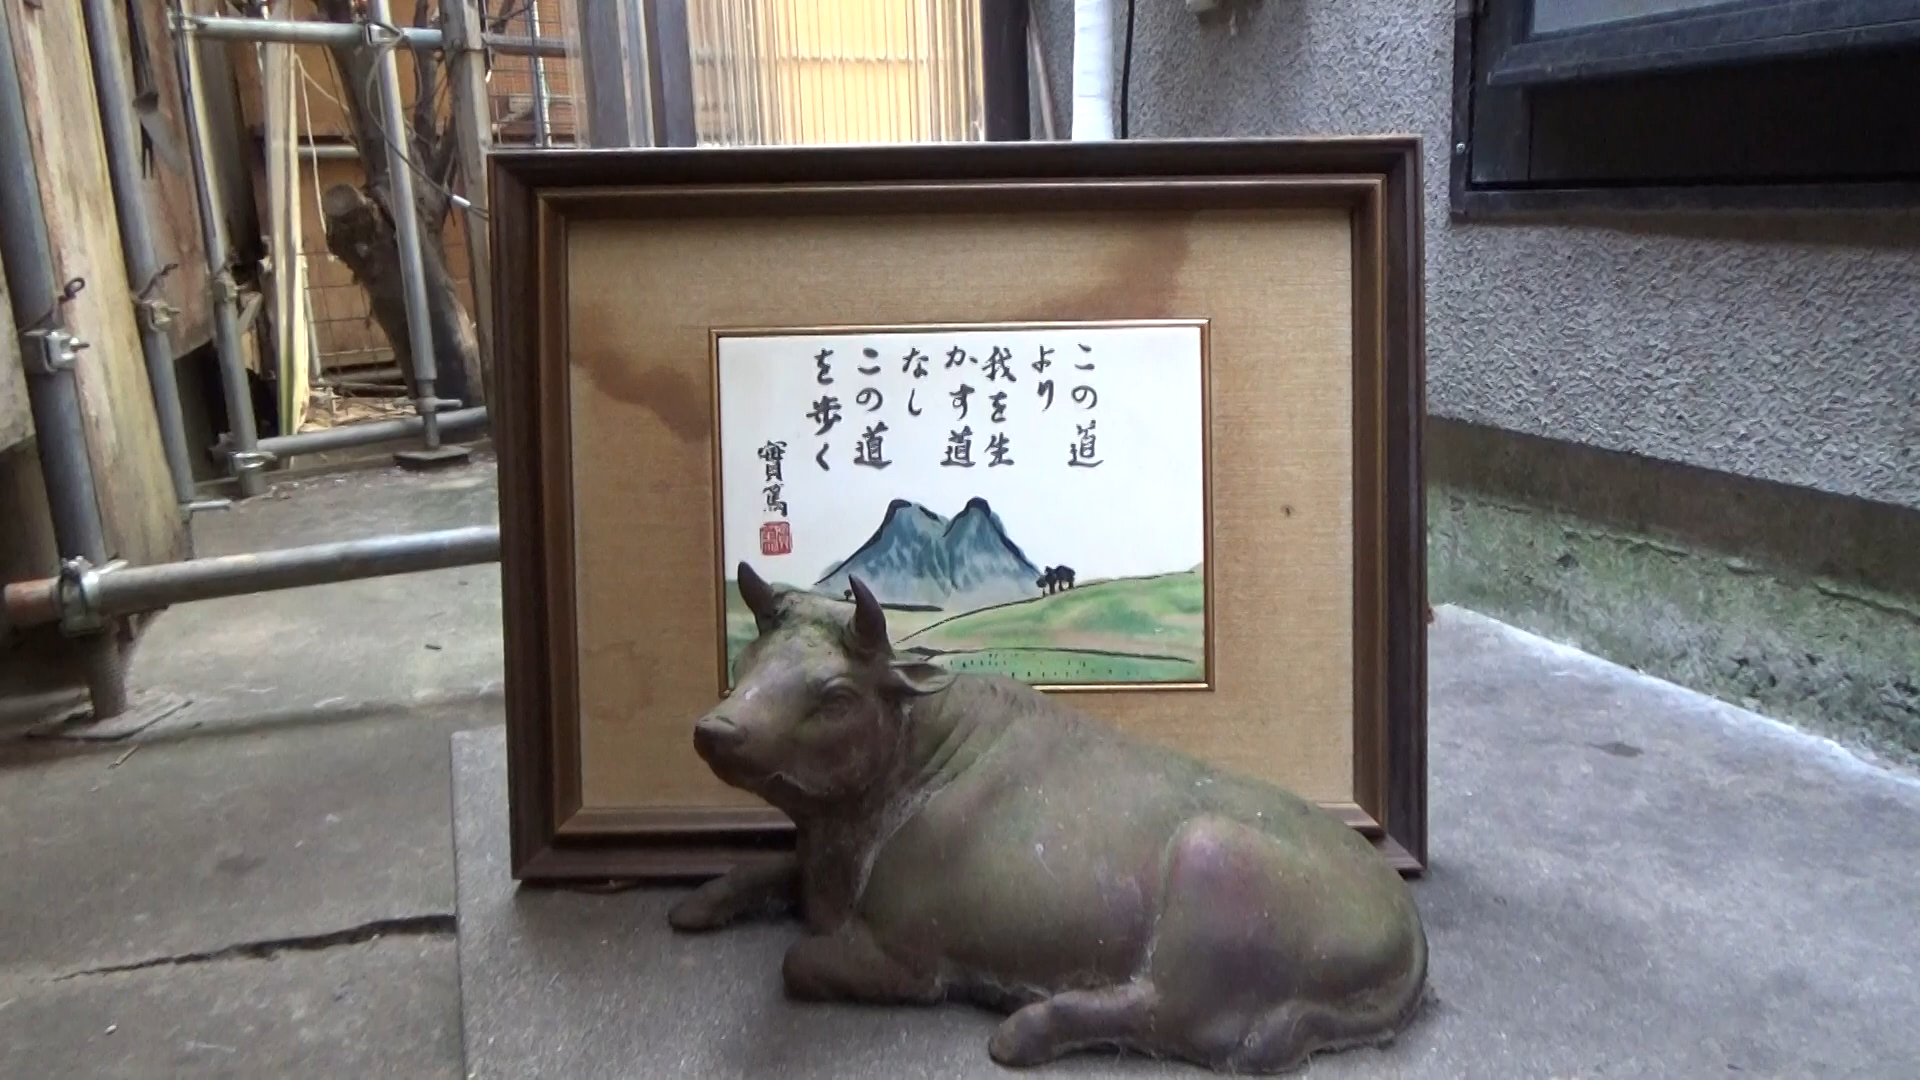 この道
より
我を生
かす道
なし
この道
を歩く
實篤